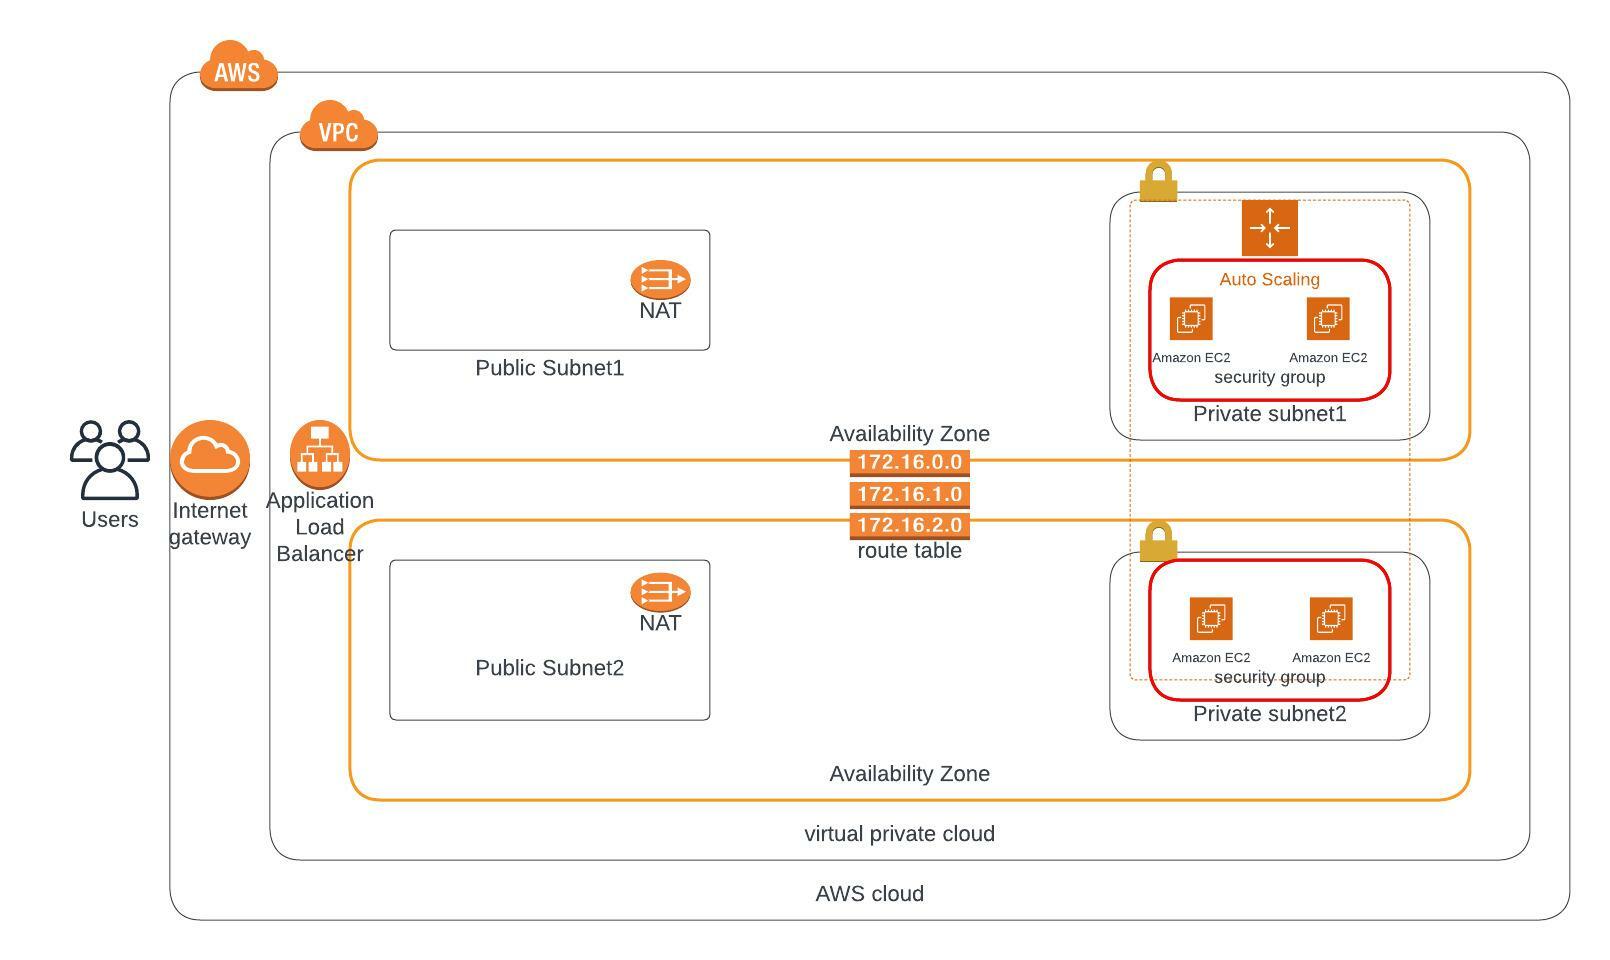 AWS
VPC
NAT
Public Subnet1
Auto Scaling
Amazon EC2
Amazon EC2
security group
Private subnet1
Users
Internet
gateway
Application
Load
Balancer
Availability Zone
172.16.0.0
172.16.1.0
172.16.2.0
route table
NAT
Public Subnet2
Amazon EC2
Amazon EC2
security group
Private subnet2
Availability Zone
virtual private cloud
AWS cloud